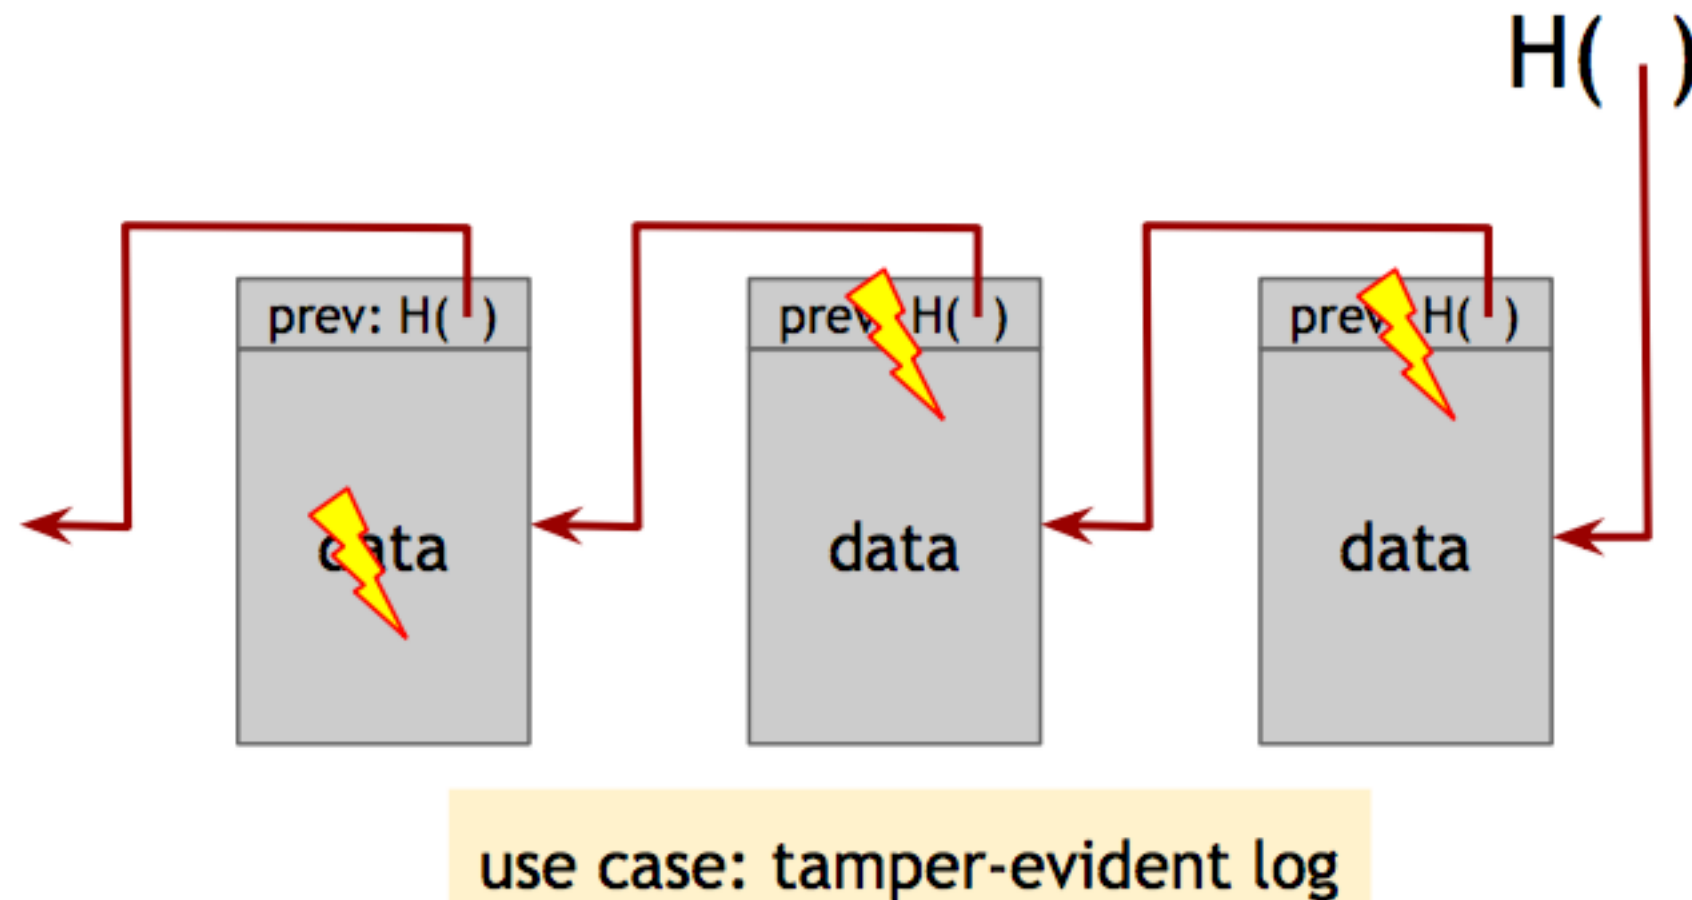 H( )
prev: H( )
prev: H( )
prev: H( )
data
data
data
use case: tamper-evident log